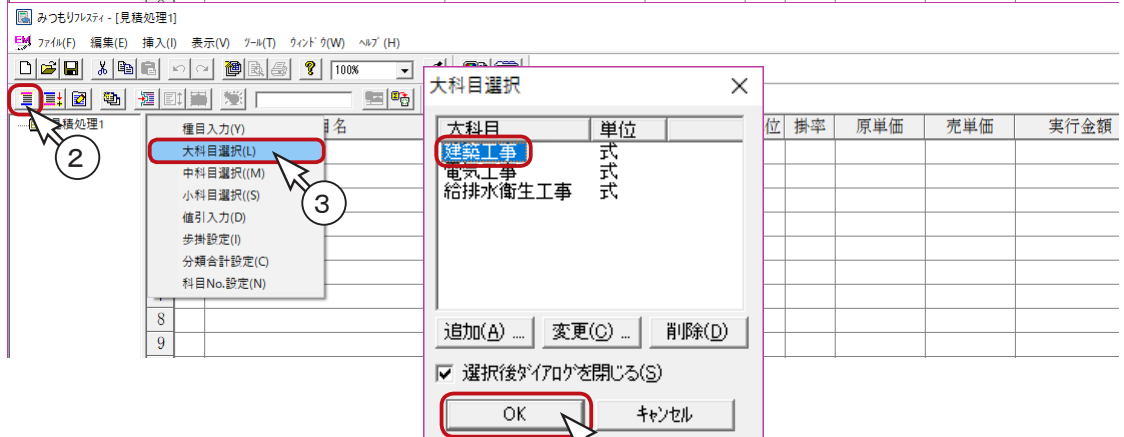 みつもりﾌﾚｽﾃｨ - [見積処理1]
ﾌｧｲﾙ(F) 編集(E) 挿入(I) 表示(V) ﾂｰﾙ(T) ｳｨﾝﾄﾞｳ(W) ﾍﾙﾌﾟ(H)
100%
見積処理1
名 位 掛率 原単価 売単価 実行金額
②
種目入力(Y)
大科目選択(L)
中科目選択((M)
小科目選択((S)
値引入力(D)
歩掛設定(I)
分類合計設定(C)
科目No.設定(N)
③
8
9
大科目選択
大科目 単位
建築工事 式
電気工事 式
給排水衛生工事 式
追加(A) .... 変更(C) ... 削除(D)
選択後ﾀﾞｲｱﾛｸﾞを閉じる(S)
OK ｷｬﾝｾﾙ